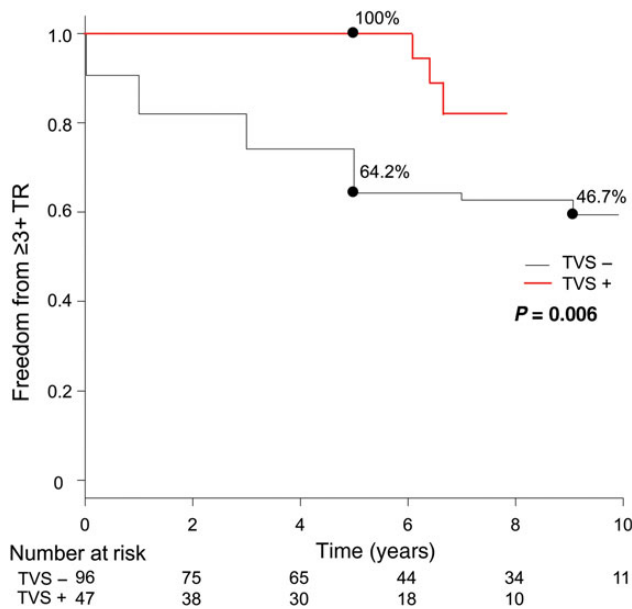 100%
1.0
0.8
64.2%
46.7%
0.6
TVS –
TVS +
P = 0.006
0.4
0.2
0
Freedom from ≥3+ TR
0 2 4 6 8 10
Time (years)
Number at risk
TVS – 96 75 65 44 34 11
TVS + 47 38 30 18 10